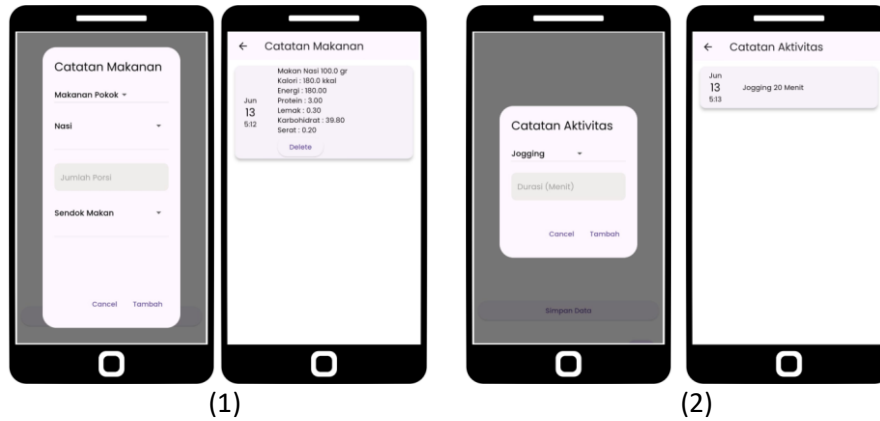 Catatan Makanan
Makanan Pokok
Nasi
Jumlah Porsi
Sendok Makan
Cancel Tambah
Catatan Makanan
Makan Nasi 100.0 gr
Kalori : 180.0 kkal
Energi : 180.00
Jun
Protein : 3.00
13
Lemak : 0.30
5:12
Karbohidrat : 39.80
Serat : 0.20
Delete
(1)
Catatan Aktivitas
Jogging
Durasi (Menit)
Cancel Tambah
Simpan Data
Catatan Aktivitas
Jun
13
Jogging 20 Menit
5:13
(2)